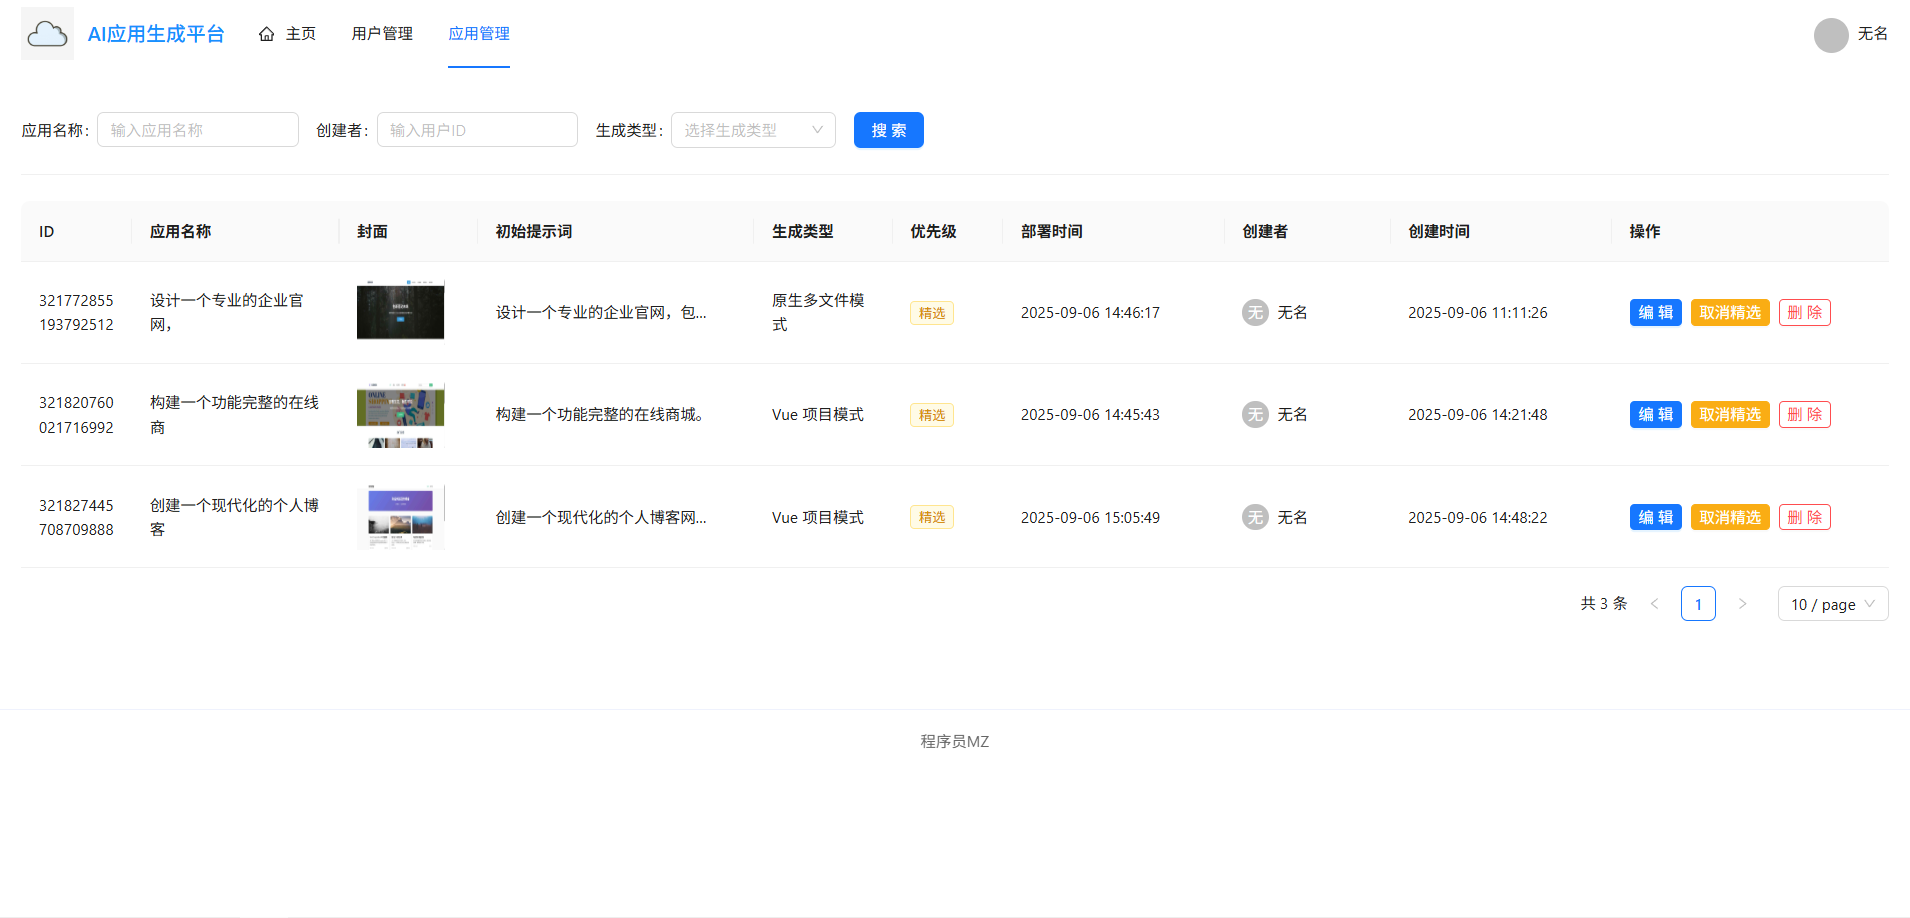 AI应用生成平台 主页 用户管理 应用管理 无名
应用名称: 输入应用名称 创建者: 输入用户ID 生成类型: 选择生成类型 搜 索
ID 应用名称 封面 初始提示词 生成类型 优先级 部署时间 创建者 创建时间 操作
321772855
193792512
设计一个专业的企业官
网，
设计一个专业的企业官网，包...
原生多文件模
式
精选 2025-09-06 14:46:17 无 无名 2025-09-06 11:11:26 编 辑 取消精选 删 除
321820760
021716992
构建一个功能完整的在线
商
构建一个功能完整的在线商城。 Vue 项目模式 精选 2025-09-06 14:45:43 无 无名 2025-09-06 14:21:48 编 辑 取消精选 删 除
321827445
708709888
创建一个现代化的个人博
客
创建一个现代化的个人博客网... Vue 项目模式 精选 2025-09-06 15:05:49 无 无名 2025-09-06 14:48:22 编 辑 取消精选 删 除
共 3 条 < 1 > 10 / page
程序员MZ